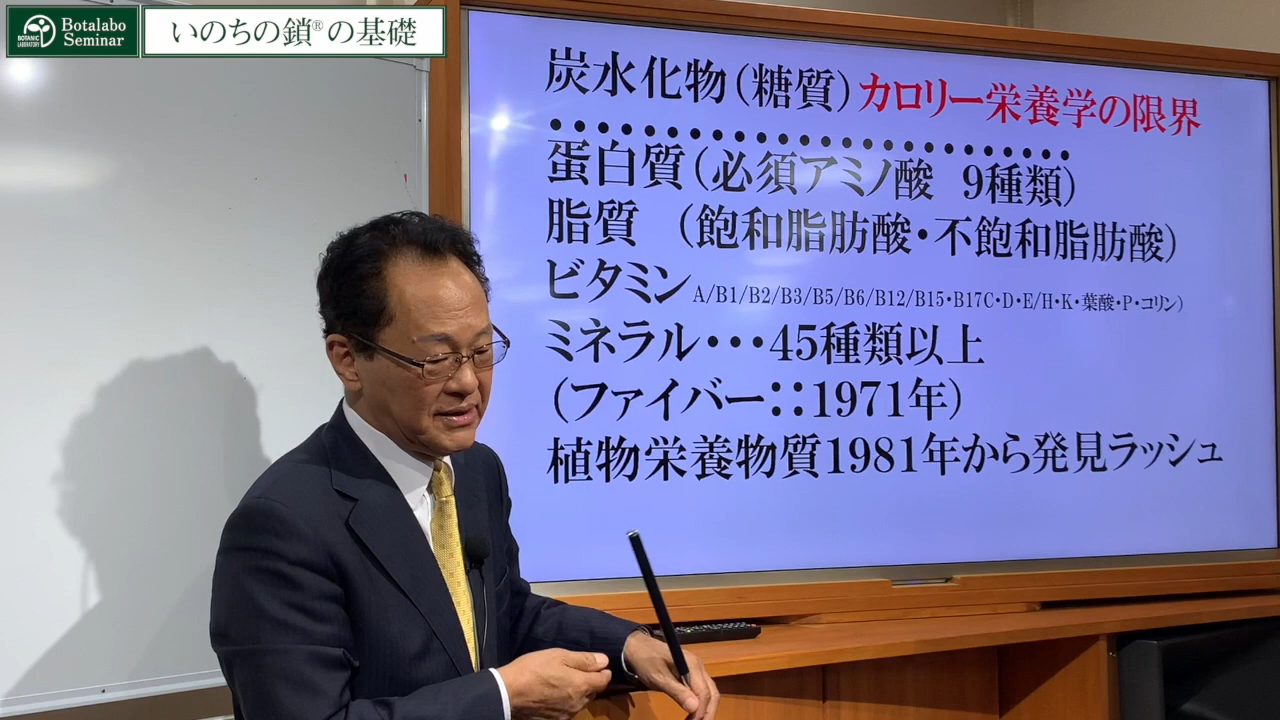 BOTANIC LABORATORY
Botalabo Seminar
いのちの鎖®の基礎
炭水化物（糖質）カロリー栄養学の限界
蛋白質（必須アミノ酸　9種類）
脂質　（飽和脂肪酸・不飽和脂肪酸）
ビタミンA/B1/B2/B3/B5/B6/B12/B15・B17C・D・E/H・K・葉酸・P・コリン）
ミネラル・・・45種類以上
（ファイバー：：1971年）
植物栄養物質1981年から発見ラッシュ